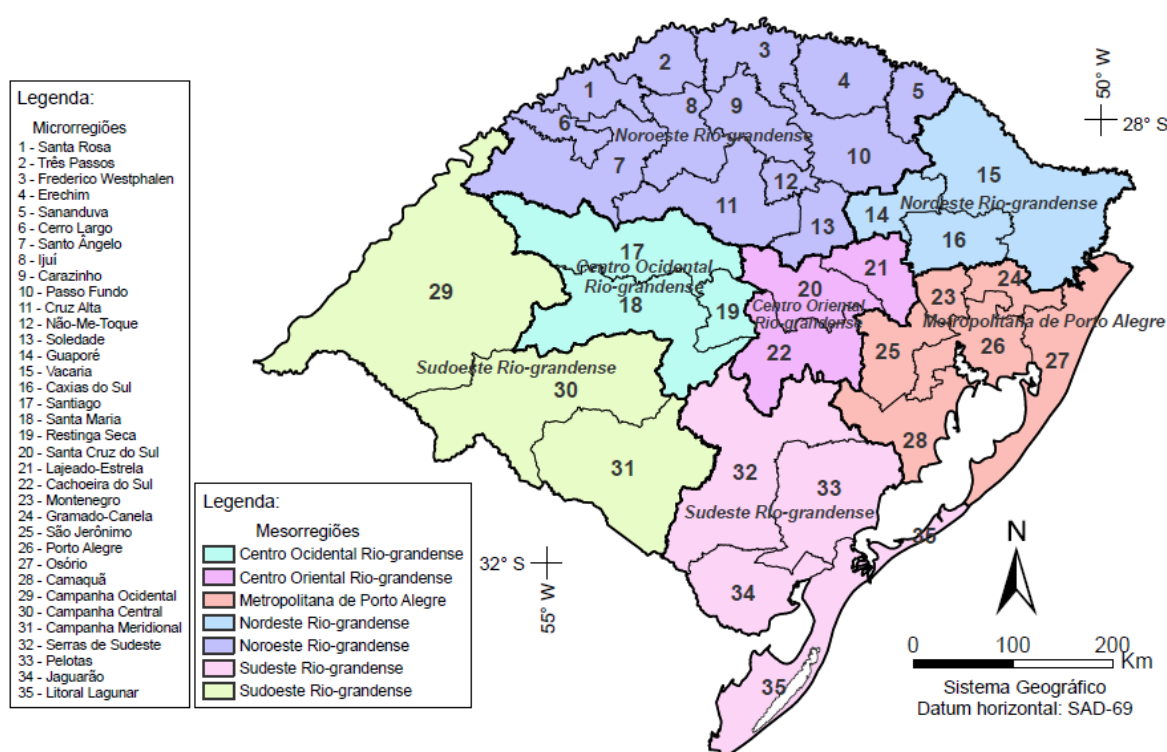 Legenda:
Microrregiões
1 - Santa Rosa
2 - Três Passos
3 - Frederico Westphalen
4 - Erechim
5 - Sananduva
6 - Cerro Largo
7 - Santo Ângelo
8 - Ijuí
9 - Carazinho
10 - Passo Fundo
11 - Cruz Alta
12 - Não-Me-Toque
13 - Soledade
14 - Guaporé
15 - Vacaria
16 - Caxias do Sul
17 - Santiago
18 - Santa Maria
19 - Restinga Seca
20 - Santa Cruz do Sul
21 - Lajeado-Estrela
22 - Cachoeira do Sul
23 - Montenegro
24 - Gramado-Canela
25 - São Jerônimo
26 - Porto Alegre
27 - Osório
28 - Camaquã
29 - Campanha Ocidental
30 - Campanha Central
31 - Campanha Meridional
32 - Serras de Sudeste
33 - Pelotas
34 - Jaguarão
35 - Litoral Lagunar
Legenda:
Mesorregiões
Centro Ocidental Rio-grandense
Centro Oriental Rio-grandense
Metropolitana de Porto Alegre
Nordeste Rio-grandense
Noroeste Rio-grandense
Sudeste Rio-grandense
Sudoeste Rio-grandense
1
2
3
4
5
6
7
8
9
Noroeste Rio-grandense
10
11
12
13
14
15
Nordeste Rio-grandense
16
17
Centro Ocidental
Rio-grandense
18
19
20
21
Centro Oriental
Rio-grandense
22
23
24
Metropolitana de Porto Alegre
25
26
27
28
29
Sudoeste Rio-grandense
30
31
32
33
Sudeste Rio-grandense
34
35
35
50° W
28° S
32° S
55° W
N
0 100 200
Km
Sistema Geográfico
Datum horizontal: SAD-69